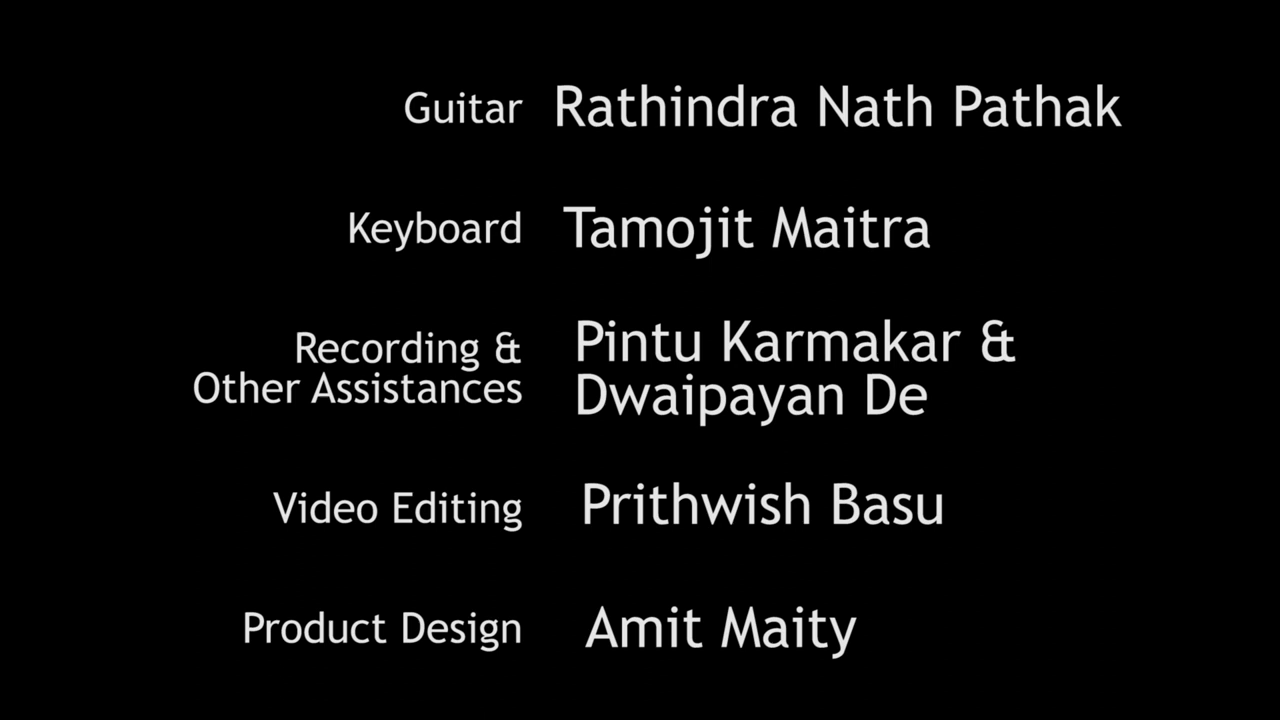 Guitar Rathindra Nath Pathak
Keyboard Tamojit Maitra
Recording & Pintu Karmakar &
Other Assistances Dwaipayan De
Video Editing Prithwish Basu
Product Design Amit Maity